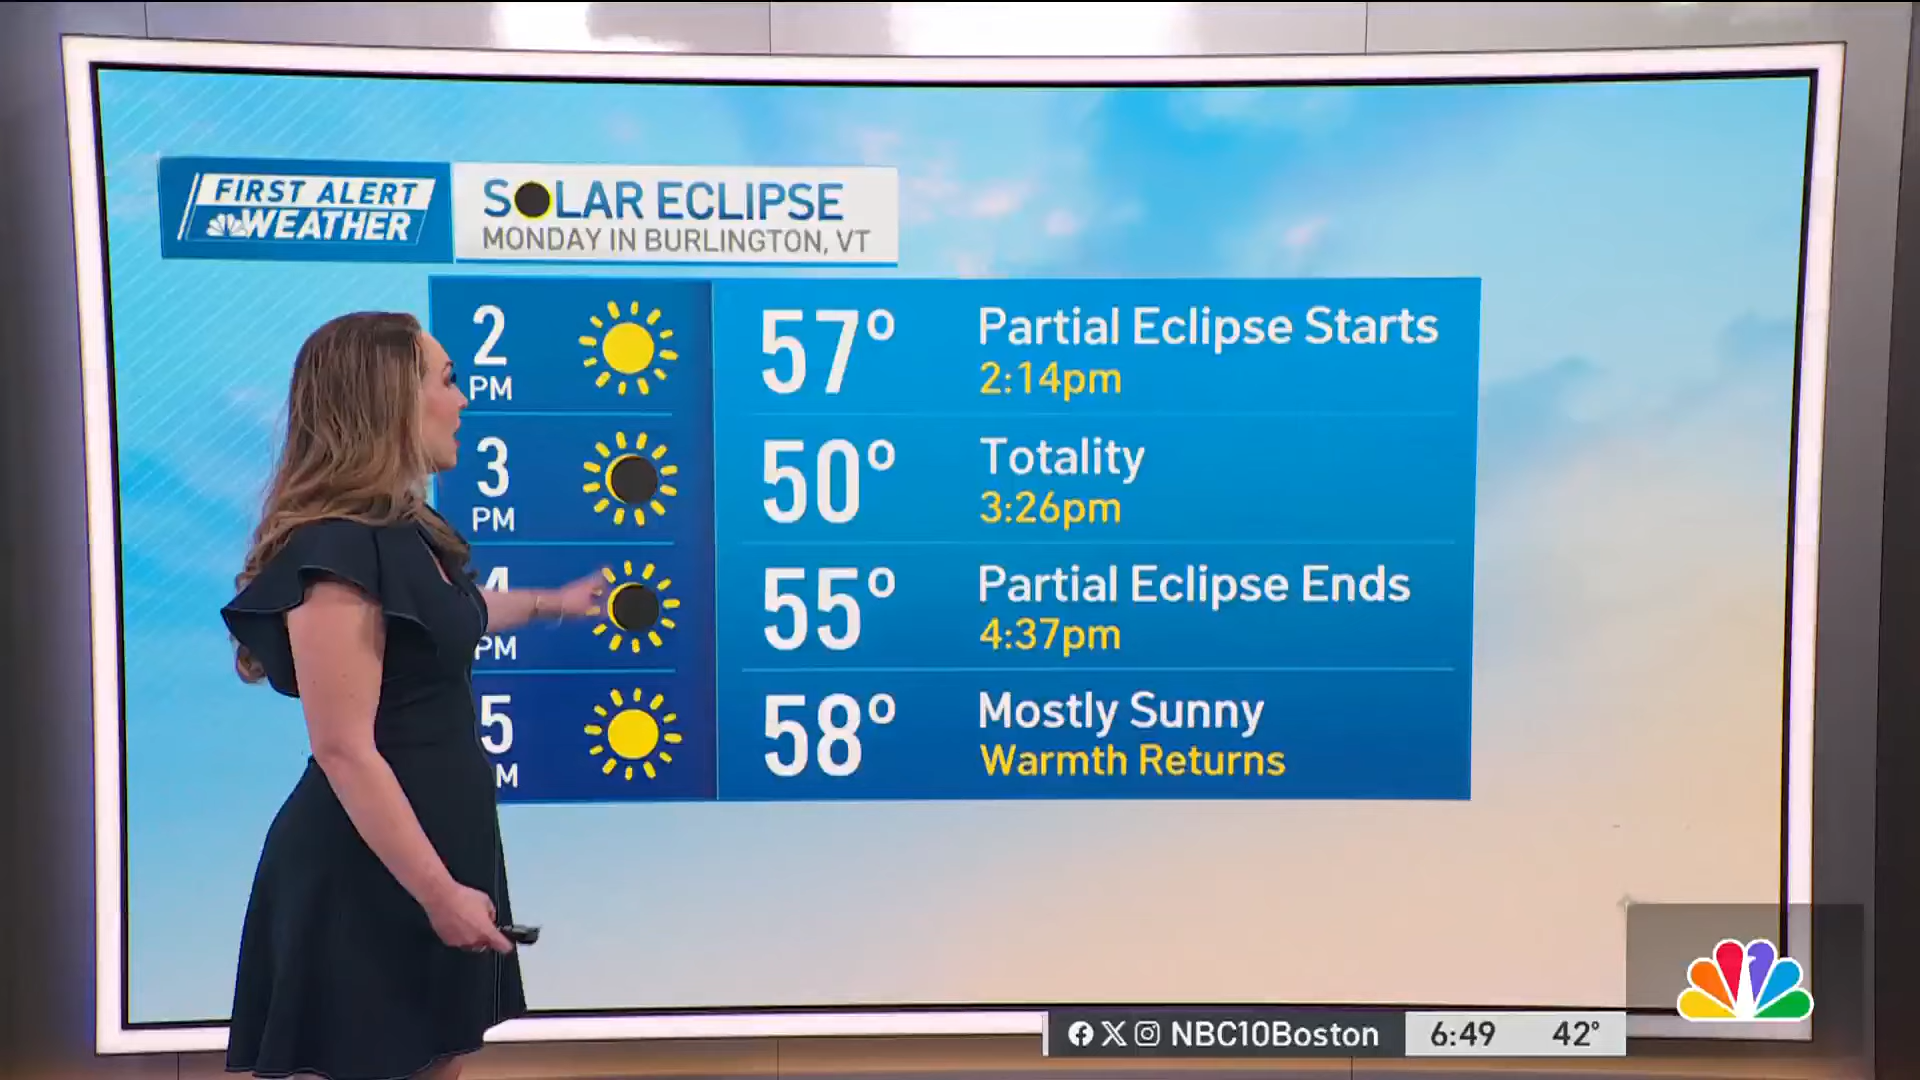 FIRST ALERT
WEATHER
SOLAR ECLIPSE
MONDAY IN BURLINGTON, VT
2
PM
57°
Partial Eclipse Starts
2:14pm
3
PM
50°
Totality
3:26pm
4
PM
55°
Partial Eclipse Ends
4:37pm
5
PM
58°
Mostly Sunny
Warmth Returns
NBC10Boston
6:49
42°